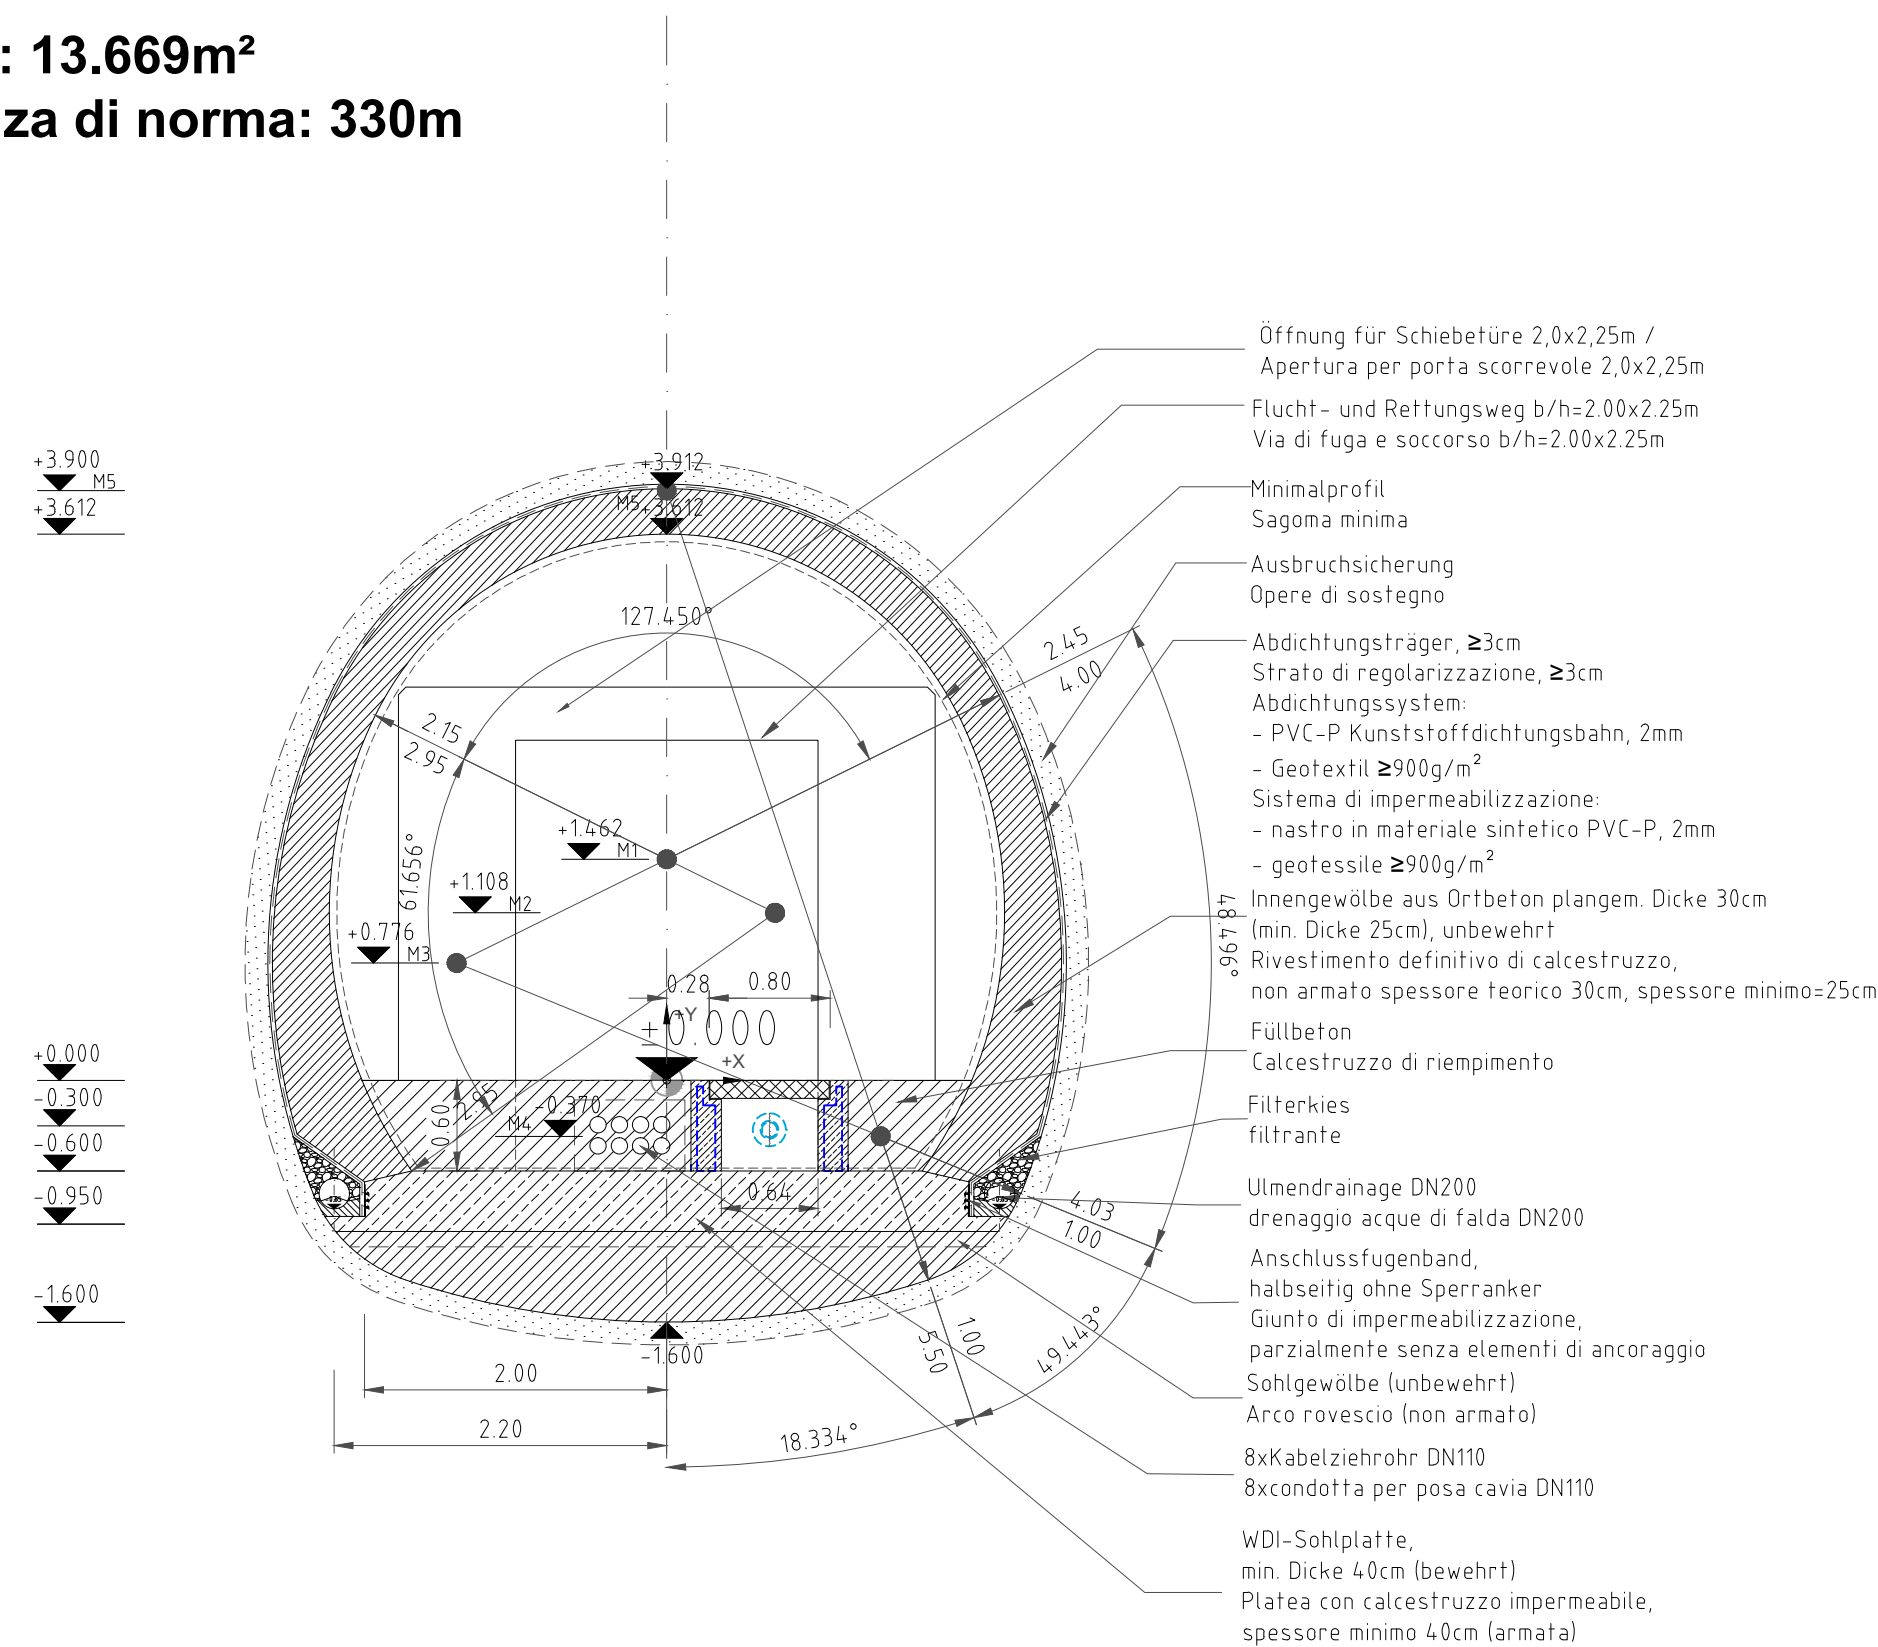 : 13.669m²
za di norma: 330m
Öffnung für Schiebetüre 2,0x2,25m /
Apertura per porta scorrevole 2,0x2,25m
Flucht- und Rettungsweg b/h=2.00x2.25m
Via di fuga e soccorso b/h=2.00x2.25m
Minimalprofil
Sagoma minima
Ausbruchsicherung
Opere di sostegno
Abdichtungsträger, ≥3cm
Strato di regolarizzazione, ≥3cm
Abdichtungssystem:
- PVC-P Kunststoffdichtungsbahn, 2mm
- Geotextil ≥900g/m²
Sistema di impermeabilizzazione:
- nastro in materiale sintetico PVC-P, 2mm
- geotessile ≥900g/m²
Innengewölbe aus Ortbeton plangem. Dicke 30cm
(min. Dicke 25cm), unbewehrt
Rivestimento definitivo di calcestruzzo,
non armato spessore teorico 30cm, spessore minimo=25cm
Füllbeton
Calcestruzzo di riempimento
Filterkies
filtrante
Ulmendrainage DN200
drenaggio acque di falda DN200
Anschlussfugenband,
halbseitig ohne Sperranker
Giunto di impermeabilizzazione,
parzialmente senza elementi di ancoraggio
Sohlgewölbe (unbewehrt)
Arco rovescio (non armato)
8xKabelziehrohr DN110
8xcondotta per posa cavia DN110
WDI-Sohlplatte,
min. Dicke 40cm (bewehrt)
Platea con calcestruzzo impermeabile,
spessore minimo 40cm (armata)
+3.900
M5
+3.612
+0.000
-0.300
-0.600
-0.950
-1.600
+3.912
M5
+3.612
127.450°
2.45
4.00
2.15
2.95
61.656°
+1.462
M1
+1.108
M2
+0.776
M3
48.496°
0.28
0.80
+Y
±0.000
+X
0.60
2.95
-0.370
M4
0.64
4.03
1.00
-1.600
1.00
5.50
49.443°
2.00
2.20
18.334°